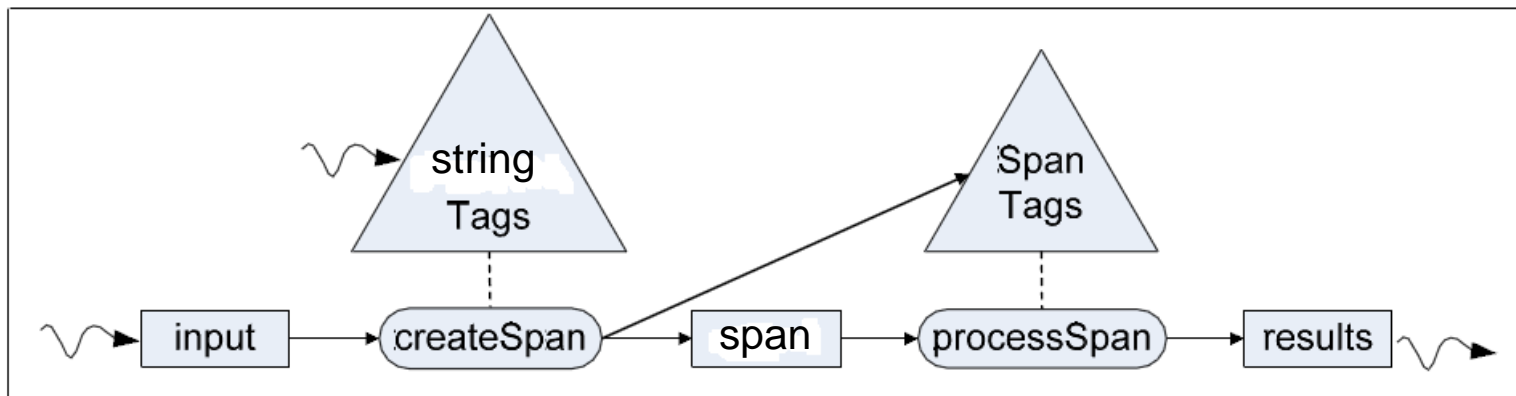 string
Tags
Span
Tags
input
createSpan
span
processSpan
results